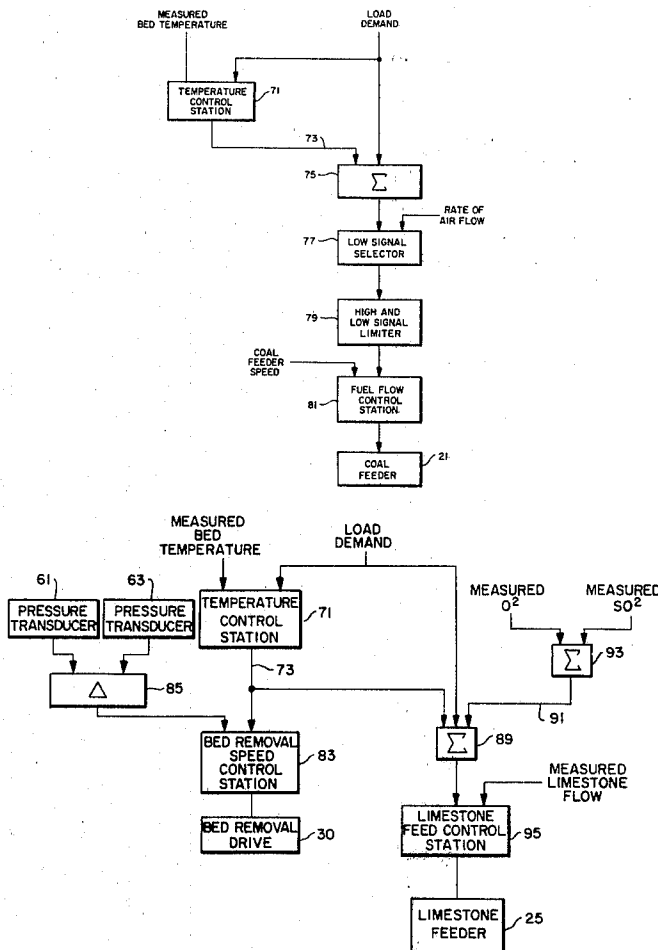 MEASURED
BED TEMPERATURE
LOAD
DEMAND
TEMPERATURE
CONTROL
STATION
71
73
75
Σ
RATE OF
AIR FLOW
77
LOW SIGNAL
SELECTOR
79
HIGH AND
LOW SIGNAL
LIMITER
COAL
FEEDER
SPEED
81
FUEL FLOW
CONTROL
STATION
COAL
FEEDER
21
MEASURED
BED
TEMPERATURE
LOAD
DEMAND
61
63
PRESSURE
TRANSDUCER
PRESSURE
TRANSDUCER
TEMPERATURE
CONTROL
STATION
71
MEASURED
O²
MEASURED
SO²
Σ
93
73
Δ
85
91
Σ
89
BED REMOVAL
SPEED
CONTROL
STATION
83
MEASURED
LIMESTONE
FLOW
BED REMOVAL
DRIVE
30
LIMESTONE
FEED CONTROL
STATION
95
LIMESTONE
FEEDER
25